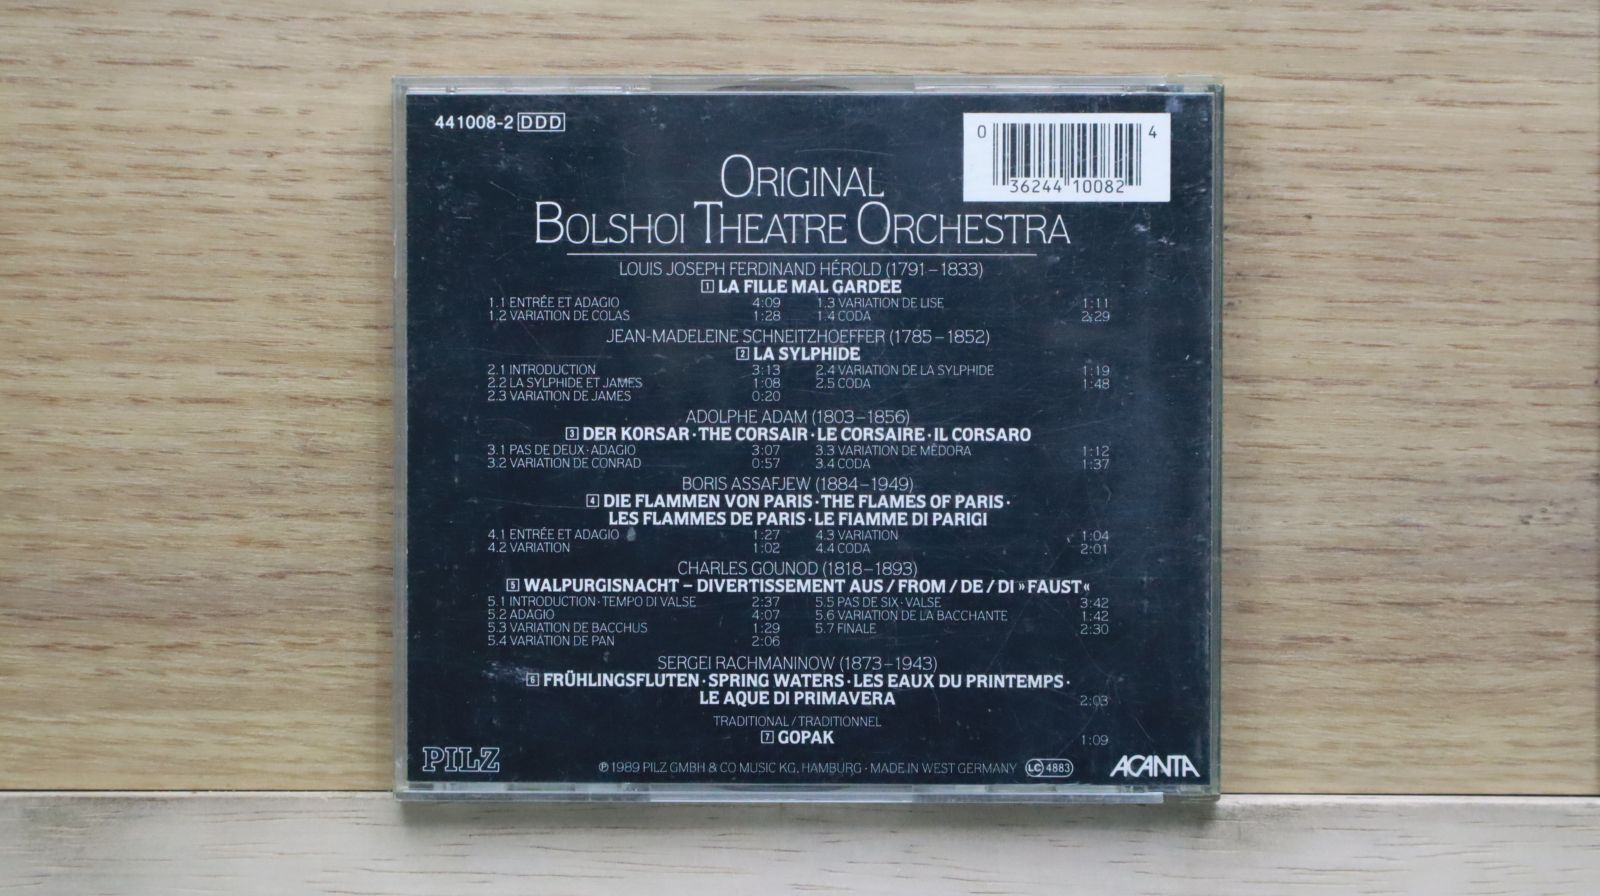 441008-2 DDD
0 36244 10082 4
ORIGINAL
BOLSHOI THEATRE ORCHESTRA
LOUIS JOSEPH FERDINAND HÉROLD (1791–1833)
1 LA FILLE MAL GARDÉE
1.1 ENTRÉE ET ADAGIO 4:09 1.3 VARIATION DE LISE 1:11
1.2 VARIATION DE COLAS 1:28 1.4 CODA 2:29
JEAN-MADELEINE SCHNEITZHOEFFER (1785–1852)
2 LA SYLPHIDE
2.1 INTRODUCTION 3:13 2.4 VARIATION DE LA SYLPHIDE 1:19
2.2 LA SYLPHIDE ET JAMES 1:08 2.5 CODA 1:48
2.3 VARIATION DE JAMES 0:20
ADOLPHE ADAM (1803–1856)
3 DER KORSAR · THE CORSAIR · LE CORSAIRE · IL CORSARO
3.1 PAS DE DEUX · ADAGIO 3:07 3.3 VARIATION DE MÉDORA 1:12
3.2 VARIATION DE CONRAD 0:57 3.4 CODA 1:37
BORIS ASSAFJEW (1884–1949)
4 DIE FLAMMEN VON PARIS · THE FLAMES OF PARIS ·
LES FLAMMES DE PARIS · LE FIAMME DI PARIGI
4.1 ENTRÉE ET ADAGIO 1:27 4.3 VARIATION 1:04
4.2 VARIATION 1:02 4.4 CODA 2:01
CHARLES GOUNOD (1818–1893)
5 WALPURGISNACHT – DIVERTISSEMENT AUS / FROM / DE / DI »FAUST«
5.1 INTRODUCTION · TEMPO DI VALSE 2:37 5.5 PAS DE SIX · VALSE 3:42
5.2 ADAGIO 4:07 5.6 VARIATION DE LA BACCHANTE 1:42
5.3 VARIATION DE BACCHUS 1:29 5.7 FINALE 2:30
5.4 VARIATION DE PAN 2:06
SERGEI RACHMANINOW (1873–1943)
6 FRÜHLINGSFLUTEN · SPRING WATERS · LES EAUX DU PRINTEMPS ·
LE AQUE DI PRIMAVERA 2:03
TRADITIONAL / TRADITIONNEL
7 GOPAK 1:09
PILZ ℗ 1989 PILZ GMBH & CO MUSIC KG, HAMBURG · MADE IN WEST GERMANY LC 4883 ACANTA